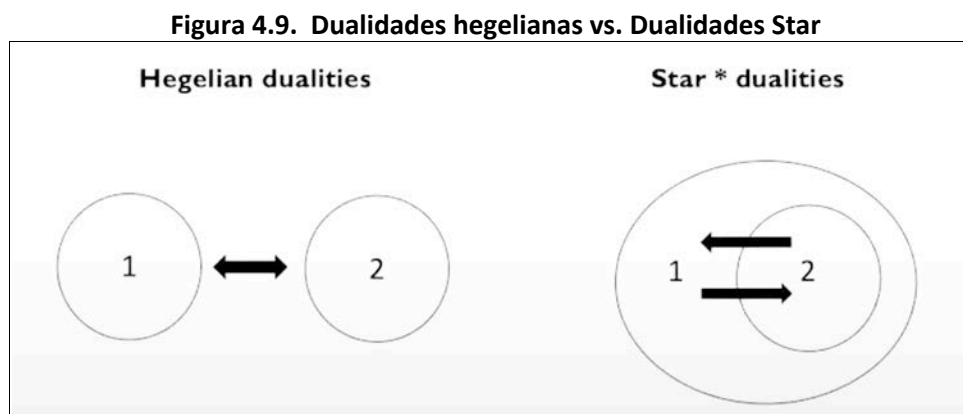 Figura 4.9. Dualidades hegelianas vs. Dualidades Star
Hegelian dualities
Star * dualities
1
2
1
2